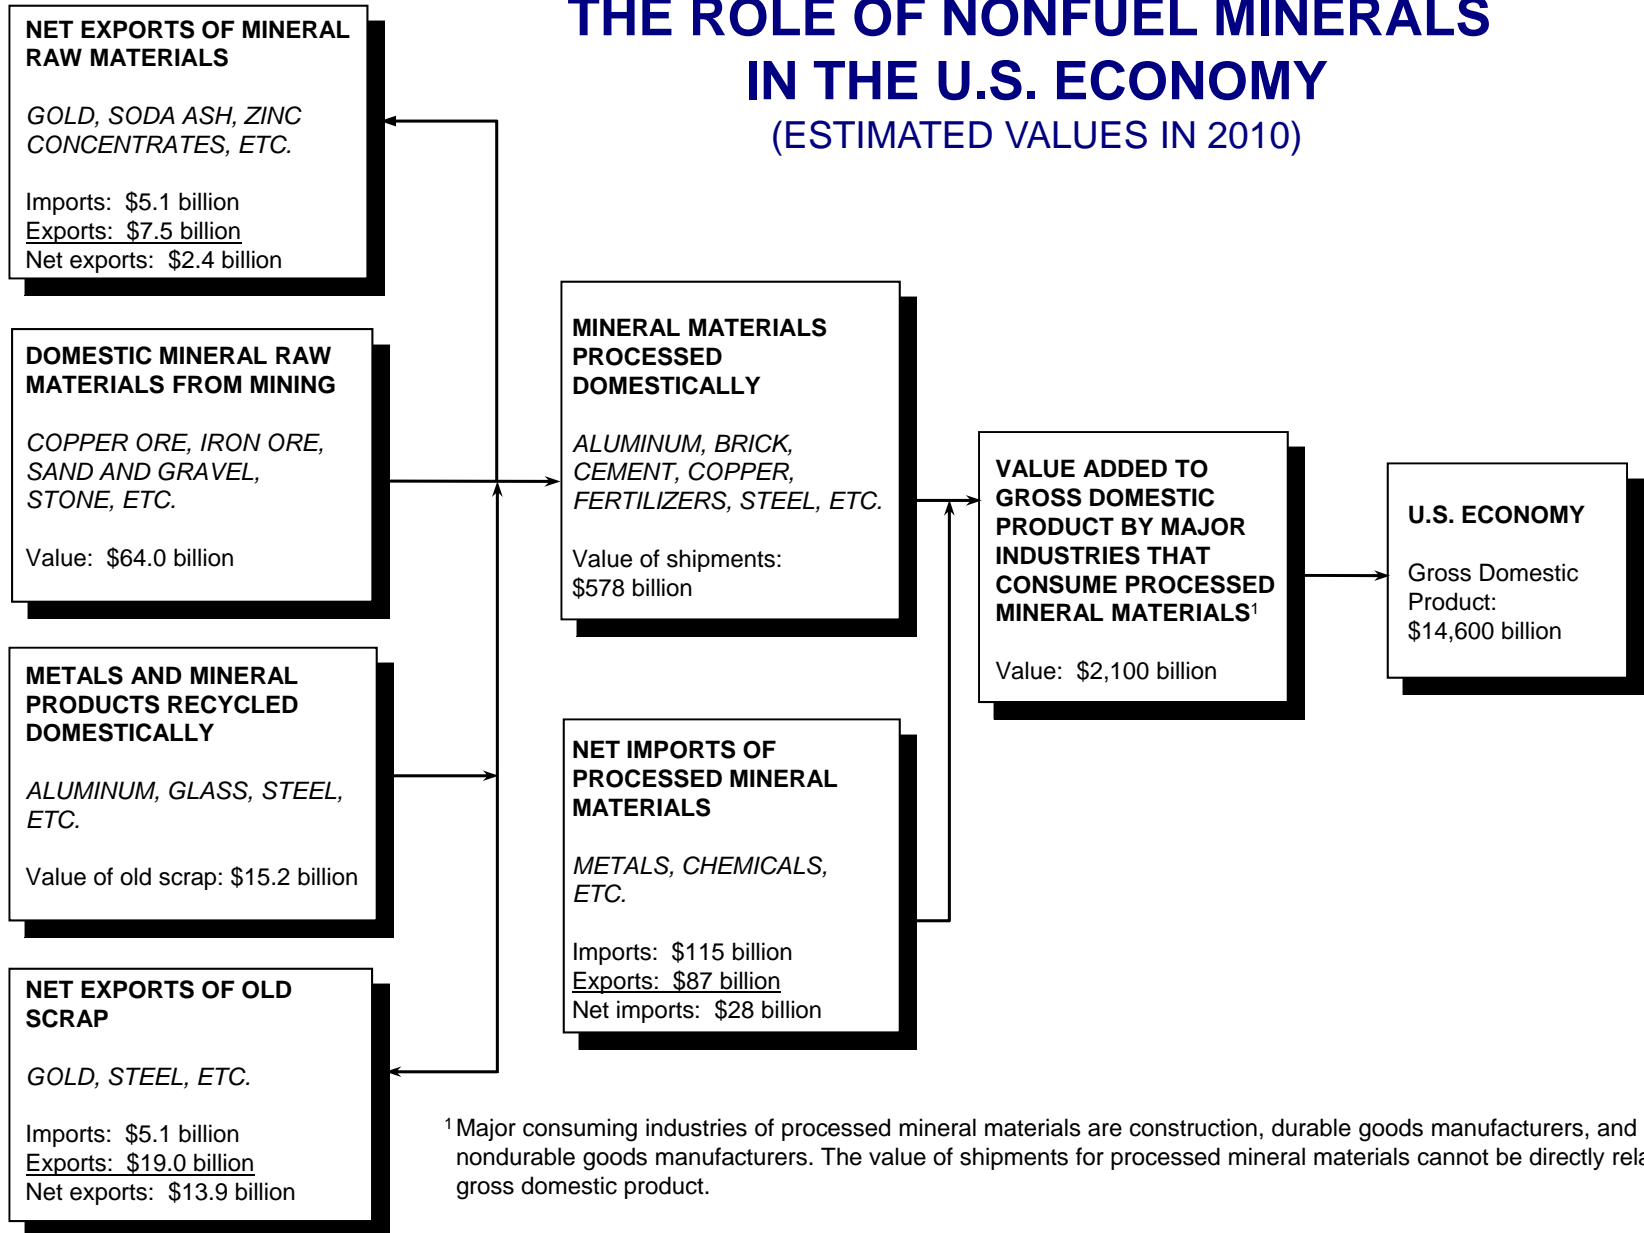 THE ROLE OF NONFUEL MINERALS
IN THE U.S. ECONOMY
(ESTIMATED VALUES IN 2010)
NET EXPORTS OF MINERAL
RAW MATERIALS
GOLD, SODA ASH, ZINC
CONCENTRATES, ETC.
Imports: $5.1 billion
Exports: $7.5 billion
Net exports: $2.4 billion
DOMESTIC MINERAL RAW
MATERIALS FROM MINING
COPPER ORE, IRON ORE,
SAND AND GRAVEL,
STONE, ETC.
Value: $64.0 billion
METALS AND MINERAL
PRODUCTS RECYCLED
DOMESTICALLY
ALUMINUM, GLASS, STEEL,
ETC.
Value of old scrap: $15.2 billion
NET EXPORTS OF OLD
SCRAP
GOLD, STEEL, ETC.
Imports: $5.1 billion
Exports: $19.0 billion
Net exports: $13.9 billion
MINERAL MATERIALS
PROCESSED
DOMESTICALLY
ALUMINUM, BRICK,
CEMENT, COPPER,
FERTILIZERS, STEEL, ETC.
Value of shipments:
$578 billion
NET IMPORTS OF
PROCESSED MINERAL
MATERIALS
METALS, CHEMICALS,
ETC.
Imports: $115 billion
Exports: $87 billion
Net imports: $28 billion
VALUE ADDED TO
GROSS DOMESTIC
PRODUCT BY MAJOR
INDUSTRIES THAT
CONSUME PROCESSED
MINERAL MATERIALS¹
Value: $2,100 billion
U.S. ECONOMY
Gross Domestic
Product:
$14,600 billion
¹ Major consuming industries of processed mineral materials are construction, durable goods manufacturers, and
nondurable goods manufacturers. The value of shipments for processed mineral materials cannot be directly
gross domestic product.